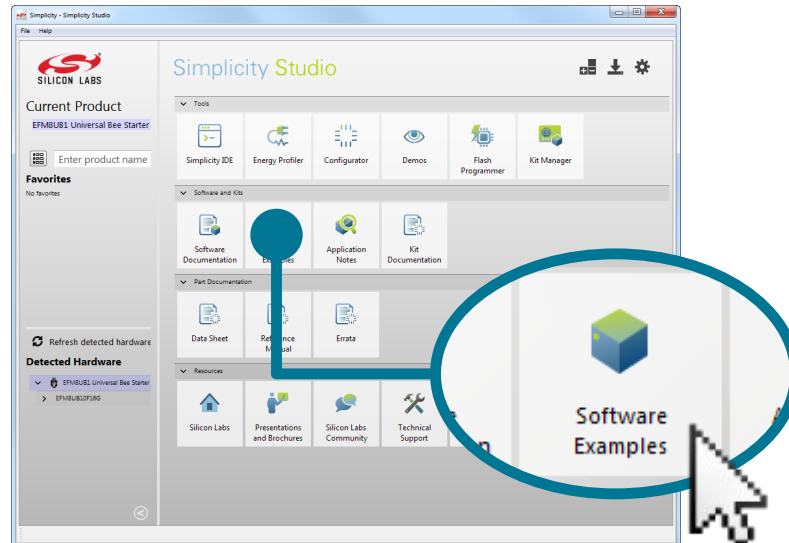 Simplicity - Simplicity Studio
File Help
SILICON LABS
Current Product
EFM8UB1 Universal Bee Starter
Enter product name
Favorites
No favorites
Refresh detected hardware
Detected Hardware
EFM8UB1 Universal Bee Starter
EFM8UB10F16G
Simplicity Studio
Tools
Simplicity IDE
Energy Profiler
Configurator
Demos
Flash
Programmer
Kit Manager
Software and Kits
Software
Documentation
Examples
Application
Notes
Kit
Documentation
Part Documentation
Data Sheet
Reference
Manual
Errata
Resources
Silicon Labs
Presentations
and Brochures
Silicon Labs
Community
Technical
Support
Software
Examples